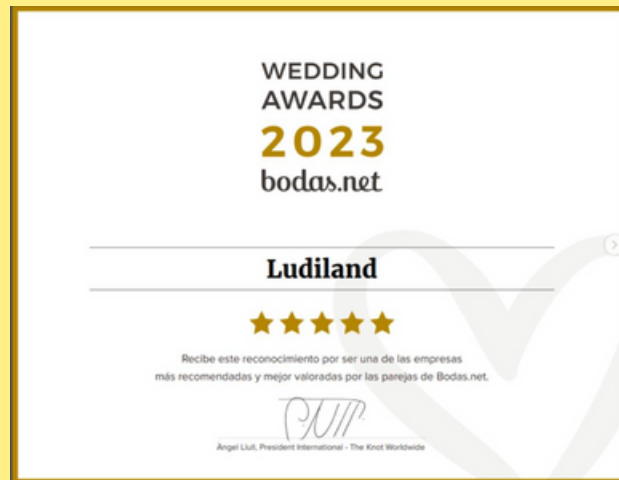 WEDDING
AWARDS
2023
bodas.net
Ludiland
Recibe este reconocimiento por ser una de las empresas
más recomendadas y mejor valoradas por las parejas de Bodas.net.
Ángel Llull, President International - The Knot Worldwide